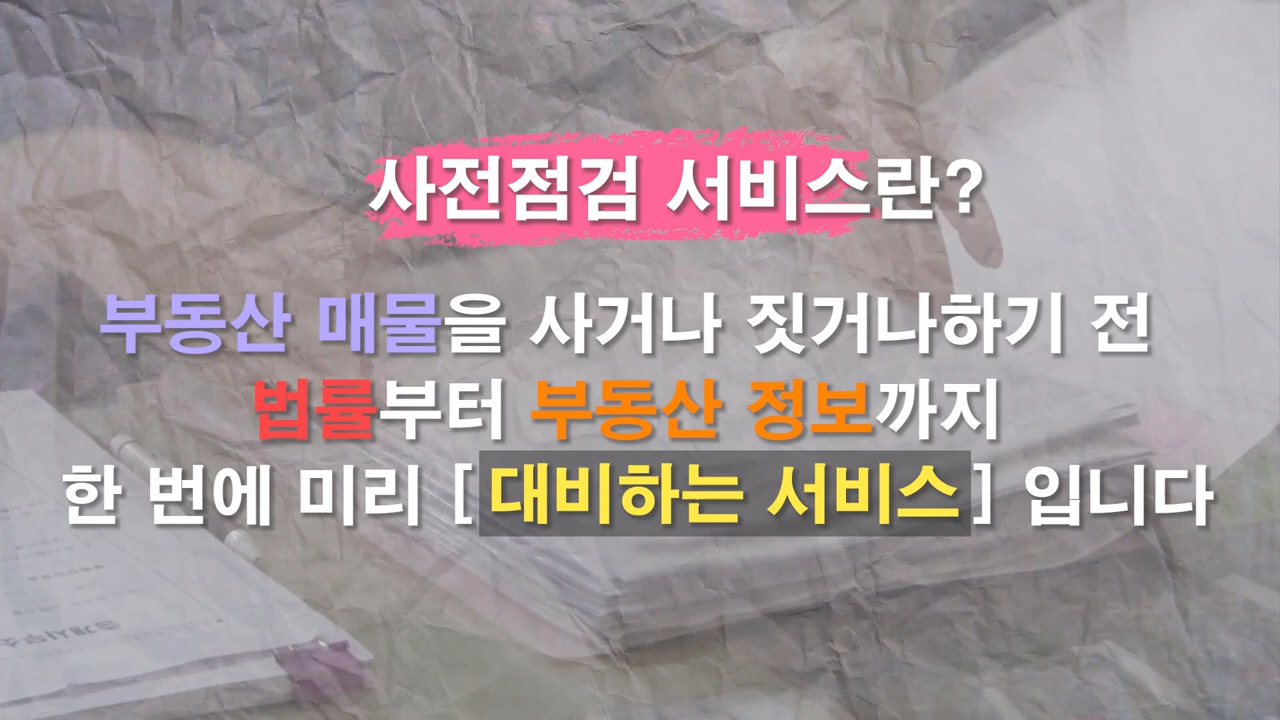 사전점검 서비스란?
부동산 매물을 사거나 짓거나하기 전
법률부터 부동산 정보까지
한 번에 미리 [대비하는 서비스] 입니다